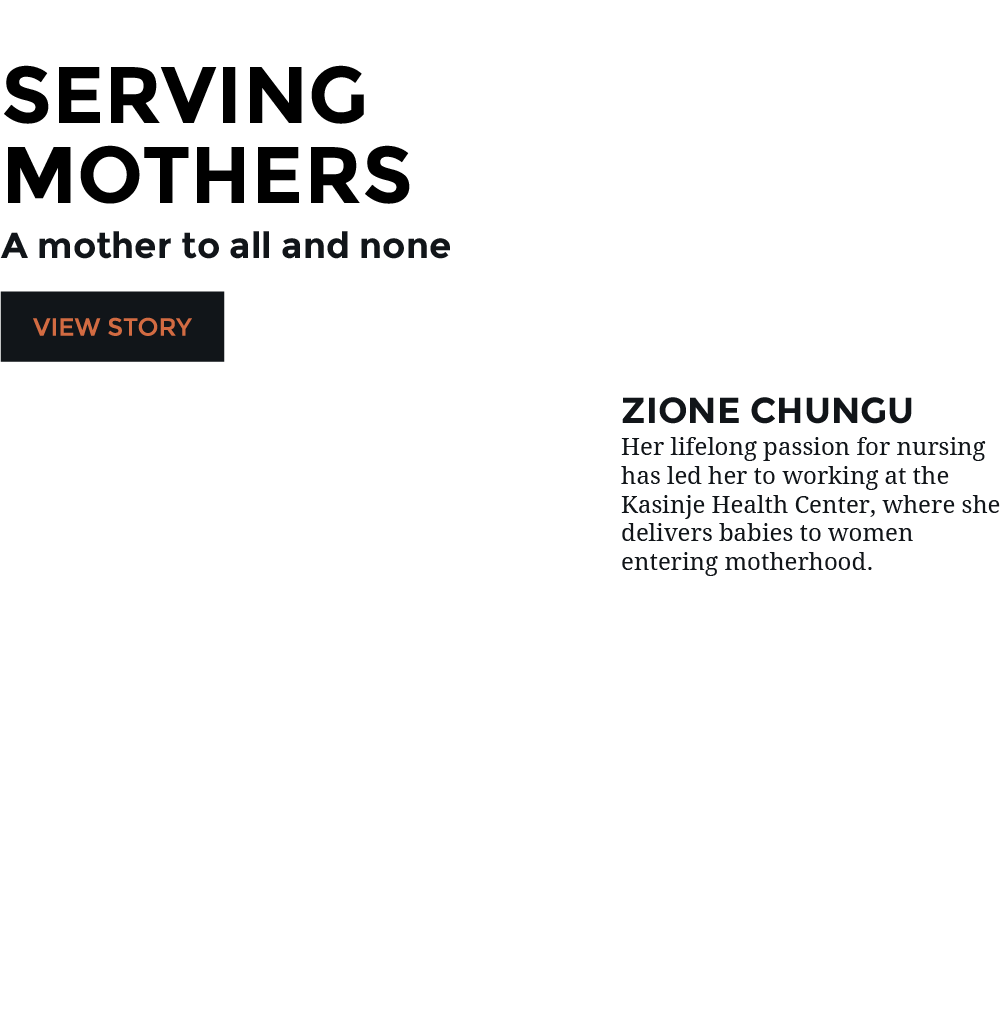 SERVING
MOTHERS
A mother to all and none
VIEW STORY
ZIONE CHUNGU
Her lifelong passion for nursing
has led her to working at the
Kasinje Health Center, where she
delivers babies to women
entering motherhood.